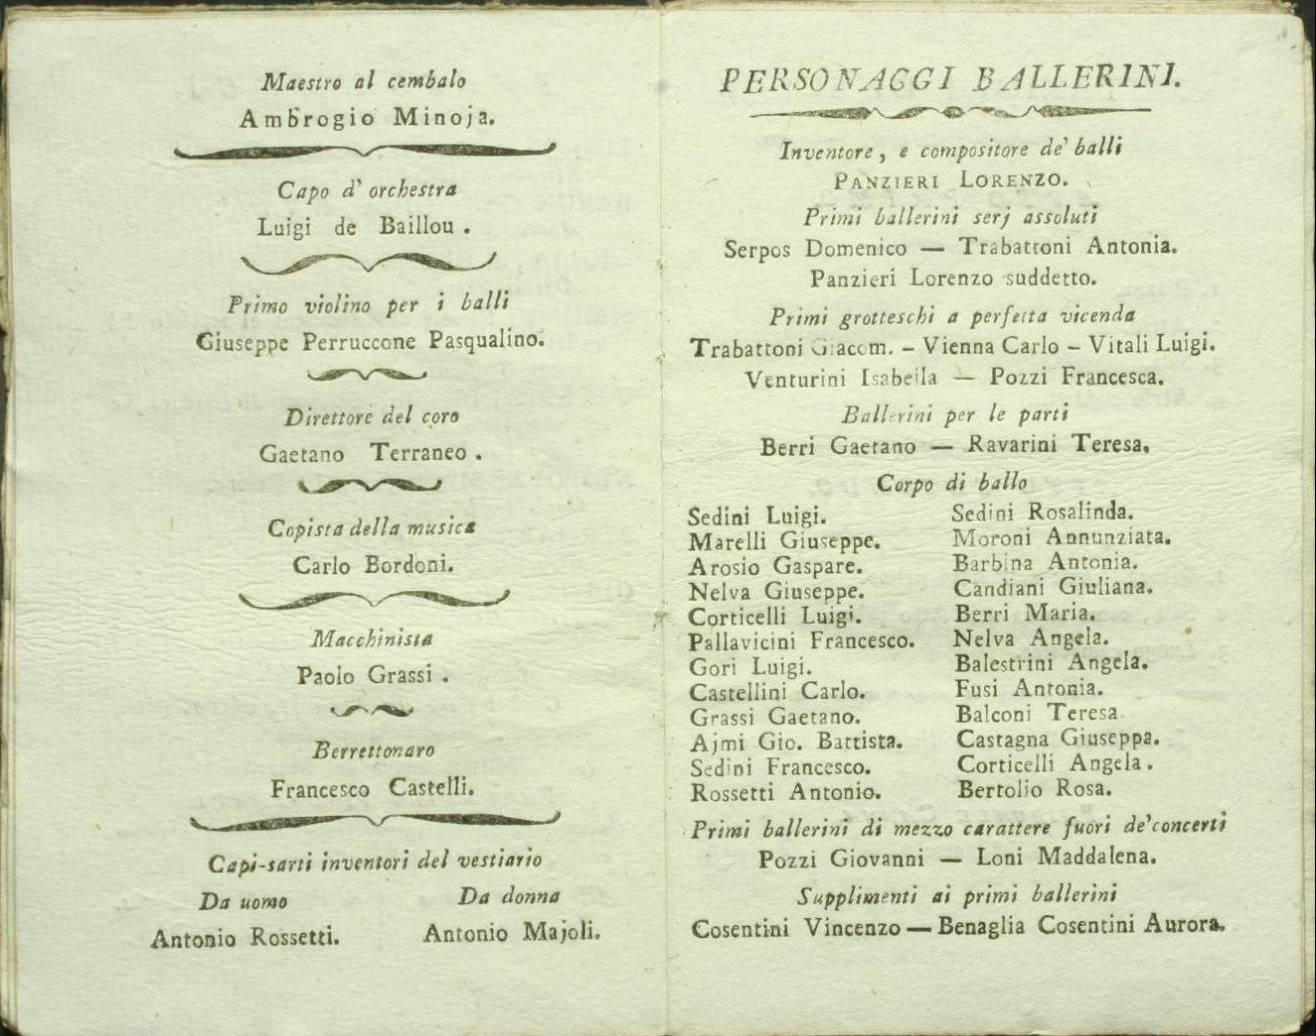 Maestro al cembalo
Ambrogio Minoja.
Capo d' orchestra
Luigi de Baillou .
Primo violino per i balli
Giuseppe Perruccone Pasqualino.
Direttore del coro
Gaetano Terraneo .
Copista della musica
Carlo Bordoni.
Macchinista
Paolo Grassi .
Berrettonaro
Francesco Castelli.
Capi-sarti inventori del vestiario
Da uomo Da donna
Antonio Rossetti. Antonio Majoli.
PERSONAGGI BALLERINI.
Inventore, e compositore de' balli
PANZIERI LORENZO.
Primi ballerini serj assoluti
Serpos Domenico — Trabattoni Antonia.
Panzieri Lorenzo suddetto.
Primi grotteschi a perfetta vicenda
Trabattoni Giacom. – Vienna Carlo – Vitali Luigi.
Venturini Isabella — Pozzi Francesca.
Ballerini per le parti
Berri Gaetano — Ravarini Teresa.
Corpo di ballo
Sedini Luigi. Sedini Rosalinda.
Marelli Giuseppe. Moroni Annunziata.
Arosio Gaspare. Barbina Antonia.
Nelva Giuseppe. Candiani Giuliana.
Corticelli Luigi. Berri Maria.
Pallavicini Francesco. Nelva Angela.
Gori Luigi. Balestrini Angela.
Castellini Carlo. Fusi Antonia.
Grassi Gaetano. Balconi Teresa
Ajmi Gio. Battista. Castagna Giuseppa.
Sedini Francesco. Corticelli Angela.
Rossetti Antonio. Bertolio Rosa.
Primi ballerini di mezzo carattere fuori de'concerti
Pozzi Giovanni — Loni Maddalena.
Supplimenti ai primi ballerini
Cosentini Vincenzo — Benaglia Cosentini Aurora.